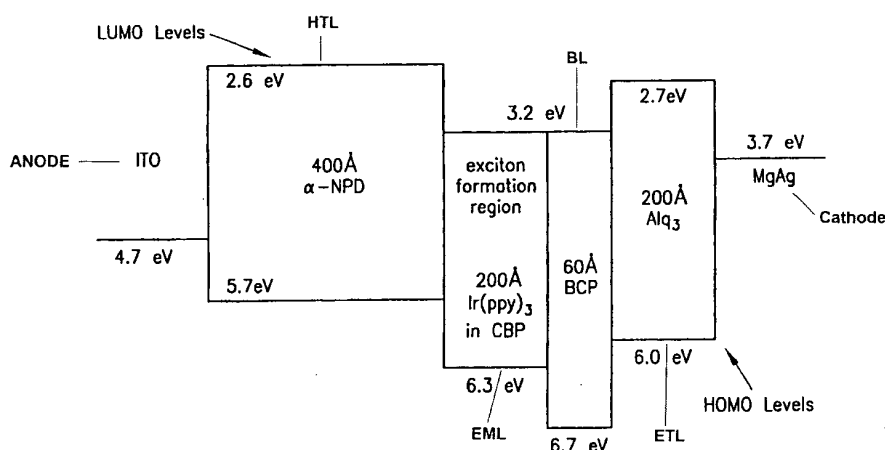 LUMO Levels
HTL
2.6 eV
BL
3.2 eV
2.7eV
3.7 eV
ANODE
ITO
400Å
α-NPD
exciton
formation
region
200Å
Alq3
MgAg
Cathode
4.7 eV
5.7eV
200Å
Ir(ppy)3
in CBP
60Å
BCP
6.3 eV
6.0 eV
HOMO Levels
EML
6.7 eV
ETL